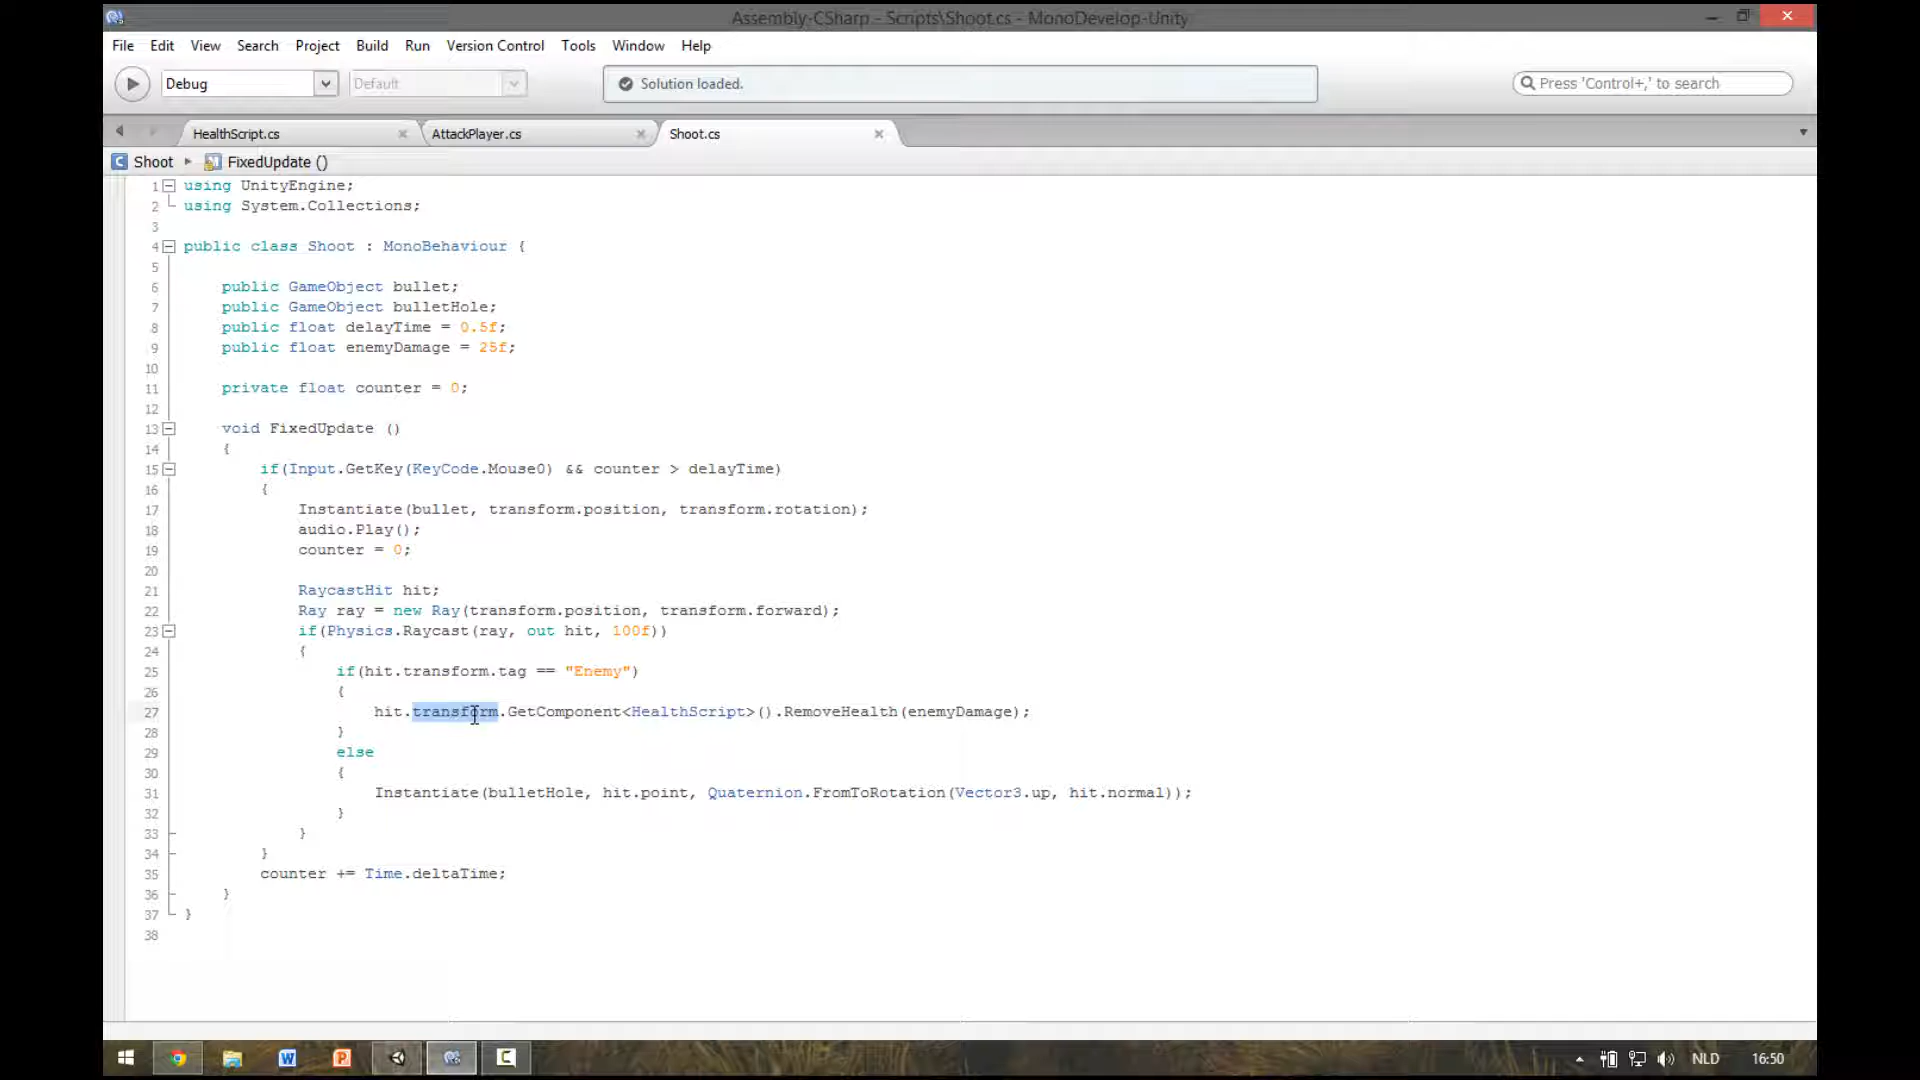 Assembly-CSharp - Scripts\Shoot.cs - MonoDevelop-Unity
File Edit View Search Project Build Run Version Control Tools Window Help
Debug Default Solution loaded. Press 'Control+,' to search
HealthScript.cs AttackPlayer.cs Shoot.cs
C Shoot FixedUpdate ()
1 using UnityEngine;
2 using System.Collections;
3
4 public class Shoot : MonoBehaviour {
5
6 public GameObject bullet;
7 public GameObject bulletHole;
8 public float delayTime = 0.5f;
9 public float enemyDamage = 25f;
10
11 private float counter = 0;
12
13 void FixedUpdate ()
14 {
15 if(Input.GetKey(KeyCode.Mouse0) && counter > delayTime)
16 {
17 Instantiate(bullet, transform.position, transform.rotation);
18 audio.Play();
19 counter = 0;
20
21 RaycastHit hit;
22 Ray ray = new Ray(transform.position, transform.forward);
23 if(Physics.Raycast(ray, out hit, 100f))
24 {
25 if(hit.transform.tag == "Enemy")
26 {
27 hit.transform.GetComponent<HealthScript>().RemoveHealth(enemyDamage);
28 }
29 else
30 {
31 Instantiate(bulletHole, hit.point, Quaternion.FromToRotation(Vector3.up, hit.normal));
32 }
33 }
34 }
35 counter += Time.deltaTime;
36 }
37 }
38
NLD 16:50